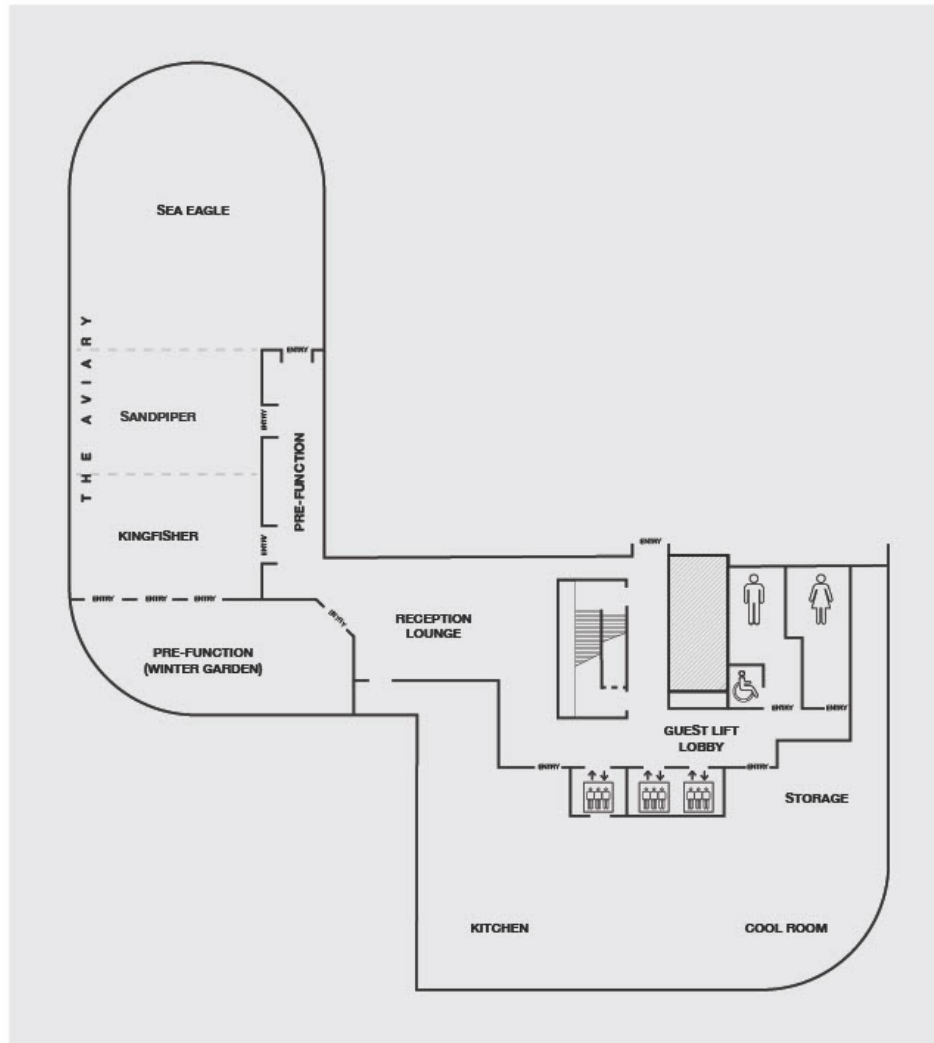 SEA EAGLE
THE AVIARY
ENTRY
SANDPIPER
ENTRY
PRE-FUNCTION
KINGFISHER
ENTRY
ENTRY
ENTRY
ENTRY
ENTRY
ENTRY
RECEPTION
LOUNGE
PRE-FUNCTION
(WINTER GARDEN)
ENTRY
ENTRY
GUEST LIFT
LOBBY
ENTRY
ENTRY
STORAGE
KITCHEN
COOL ROOM